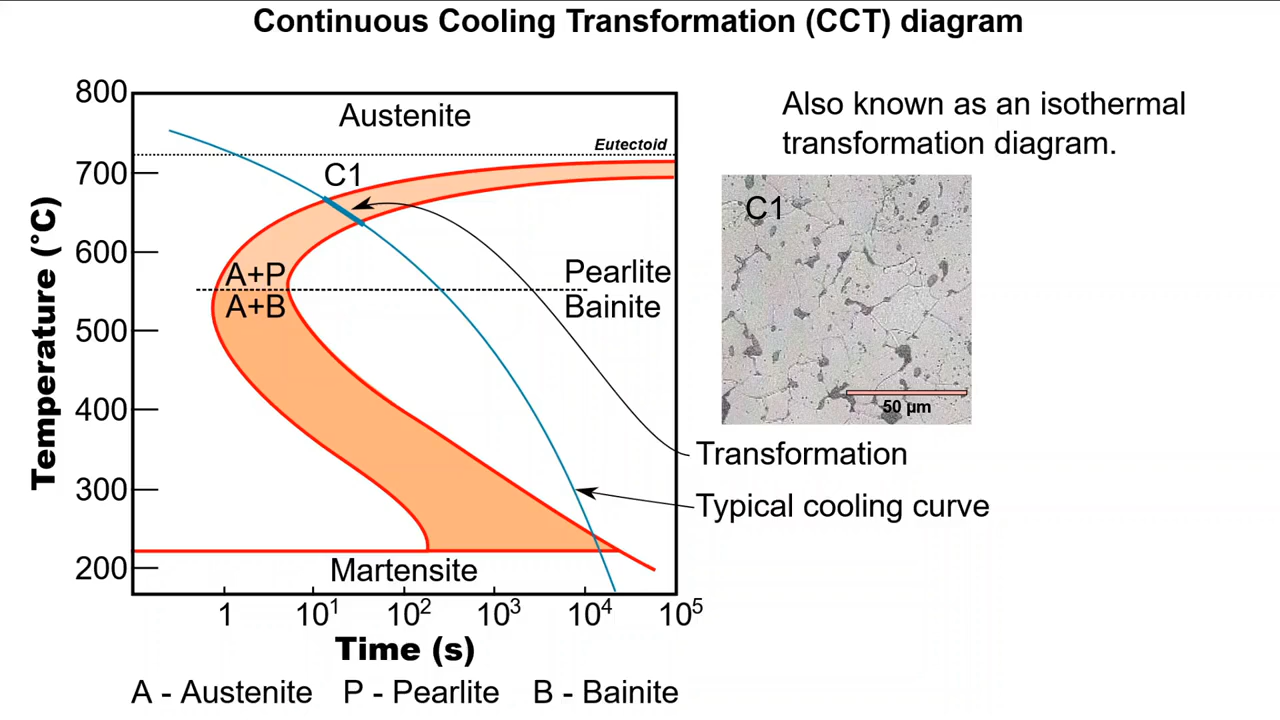 Continuous Cooling Transformation (CCT) diagram
800
700
600
500
400
300
200
Temperature (°C)
Austenite
Eutectoid
C1
A+P
A+B
Pearlite
Bainite
Martensite
1
10¹
10²
10³
10⁴
10⁵
Time (s)
A - Austenite P - Pearlite B - Bainite
Also known as an isothermal
transformation diagram.
C1
50 µm
Transformation
Typical cooling curve